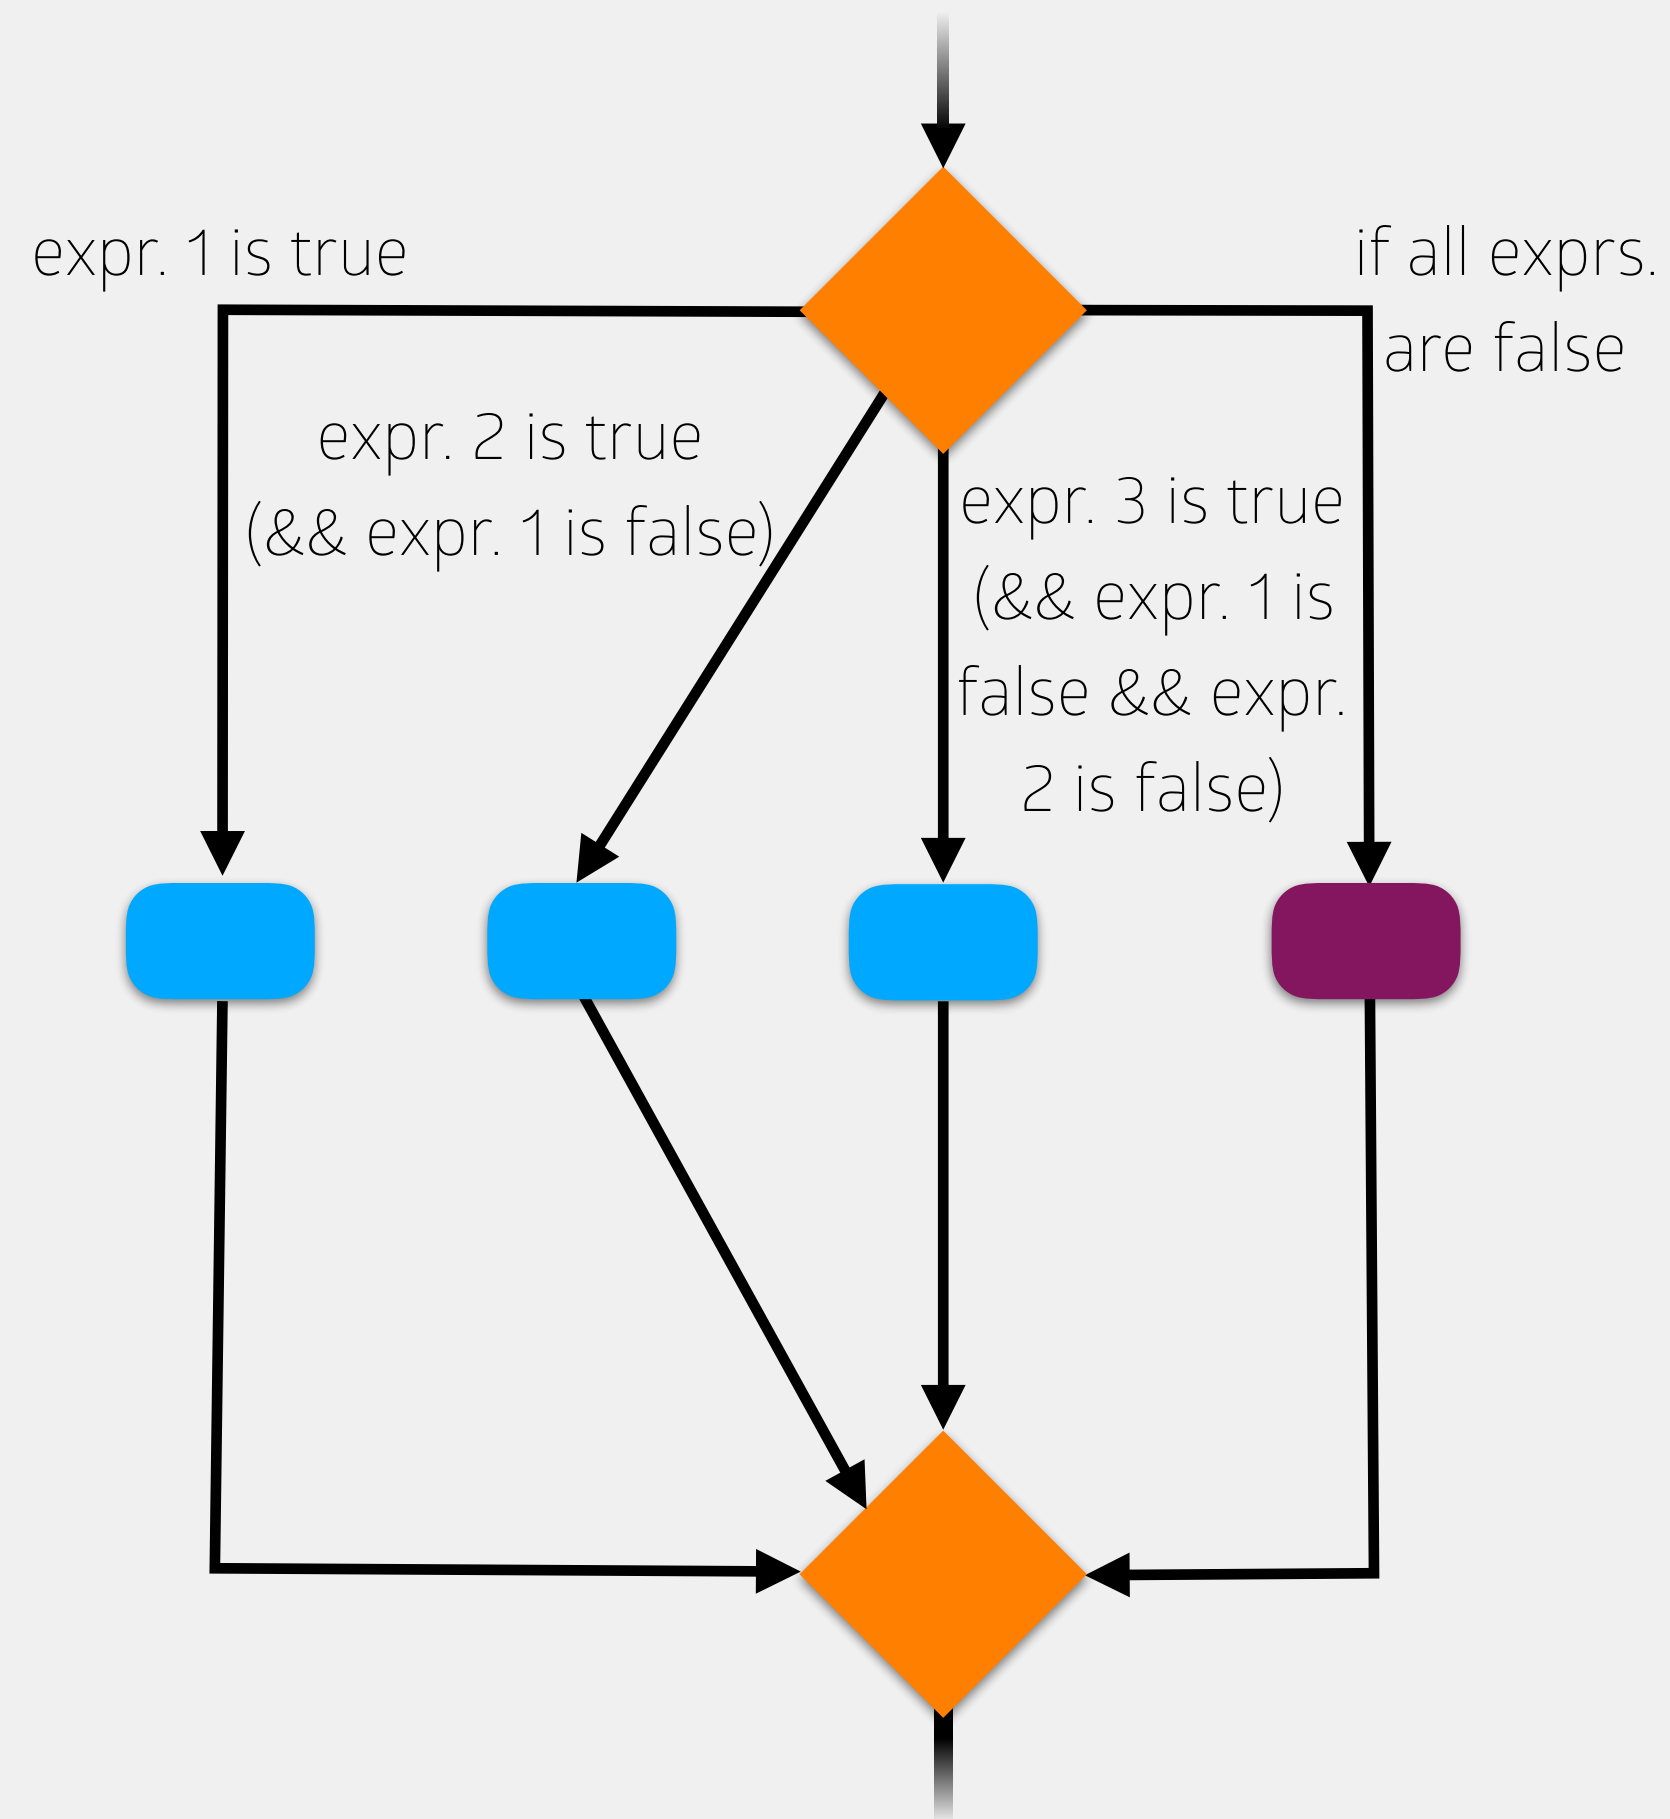 expr. 1 is true
if all exprs.
are false
expr. 2 is true
(&& expr. 1 is false)
expr. 3 is true
(&& expr. 1 is
false && expr.
2 is false)